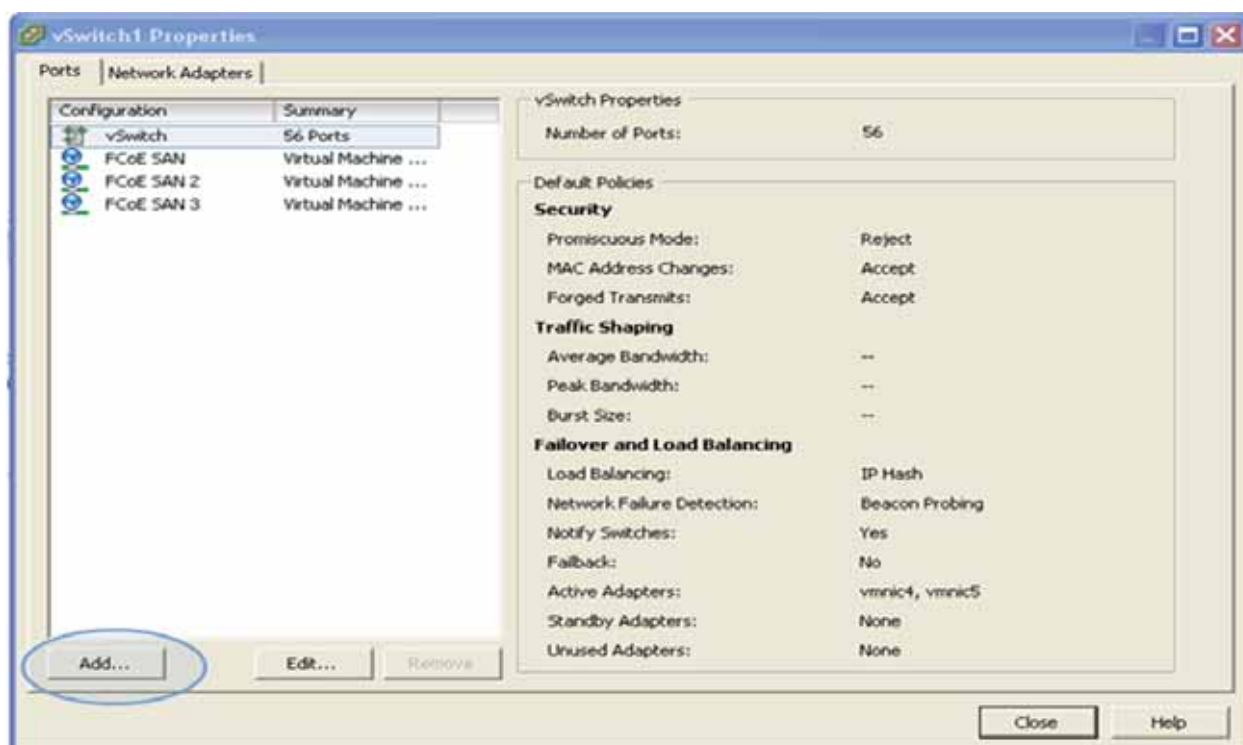 vSwitch1 Properties
Ports Network Adapters
Configuration Summary
vSwitch 56 Ports
FCoE SAN Virtual Machine ...
FCoE SAN 2 Virtual Machine ...
FCoE SAN 3 Virtual Machine ...
vSwitch Properties
Number of Ports: 56
Default Policies
Security
Promiscuous Mode: Reject
MAC Address Changes: Accept
Forged Transmits: Accept
Traffic Shaping
Average Bandwidth: --
Peak Bandwidth: --
Burst Size: --
Failover and Load Balancing
Load Balancing: IP Hash
Network Failure Detection: Beacon Probing
Notify Switches: Yes
Failback: No
Active Adapters: vmnic4, vmnic5
Standby Adapters: None
Unused Adapters: None
Add... Edit... Remove
Close Help